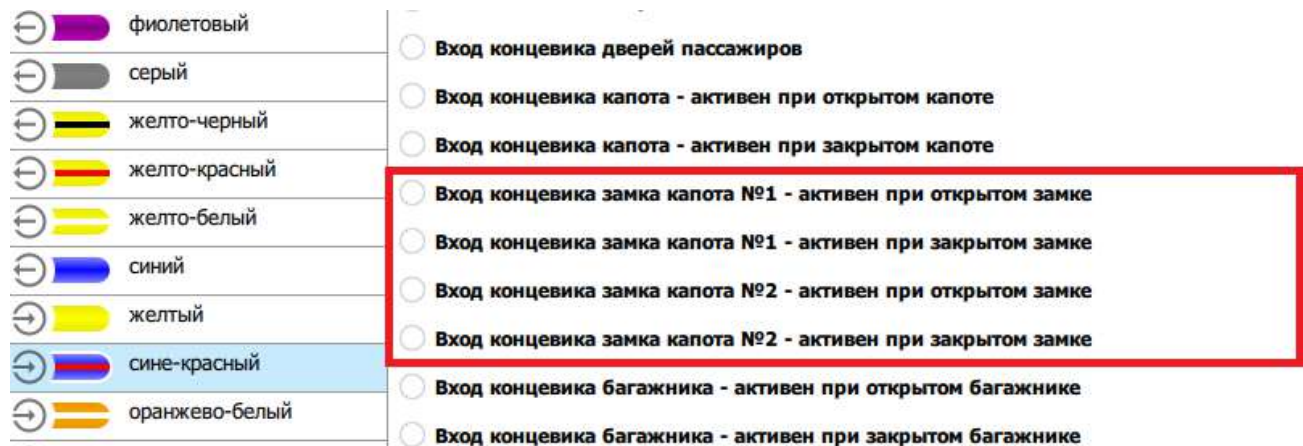 фиолетовый
серый
желто-черный
желто-красный
желто-белый
синий
желтый
сине-красный
оранжево-белый
Вход концевика дверей пассажиров
Вход концевика капота - активен при открытом капоте
Вход концевика капота - активен при закрытом капоте
Вход концевика замка капота №1 - активен при открытом замке
Вход концевика замка капота №1 - активен при закрытом замке
Вход концевика замка капота №2 - активен при открытом замке
Вход концевика замка капота №2 - активен при закрытом замке
Вход концевика багажника - активен при открытом багажнике
Вход концевика багажника - активен при закрытом багажнике